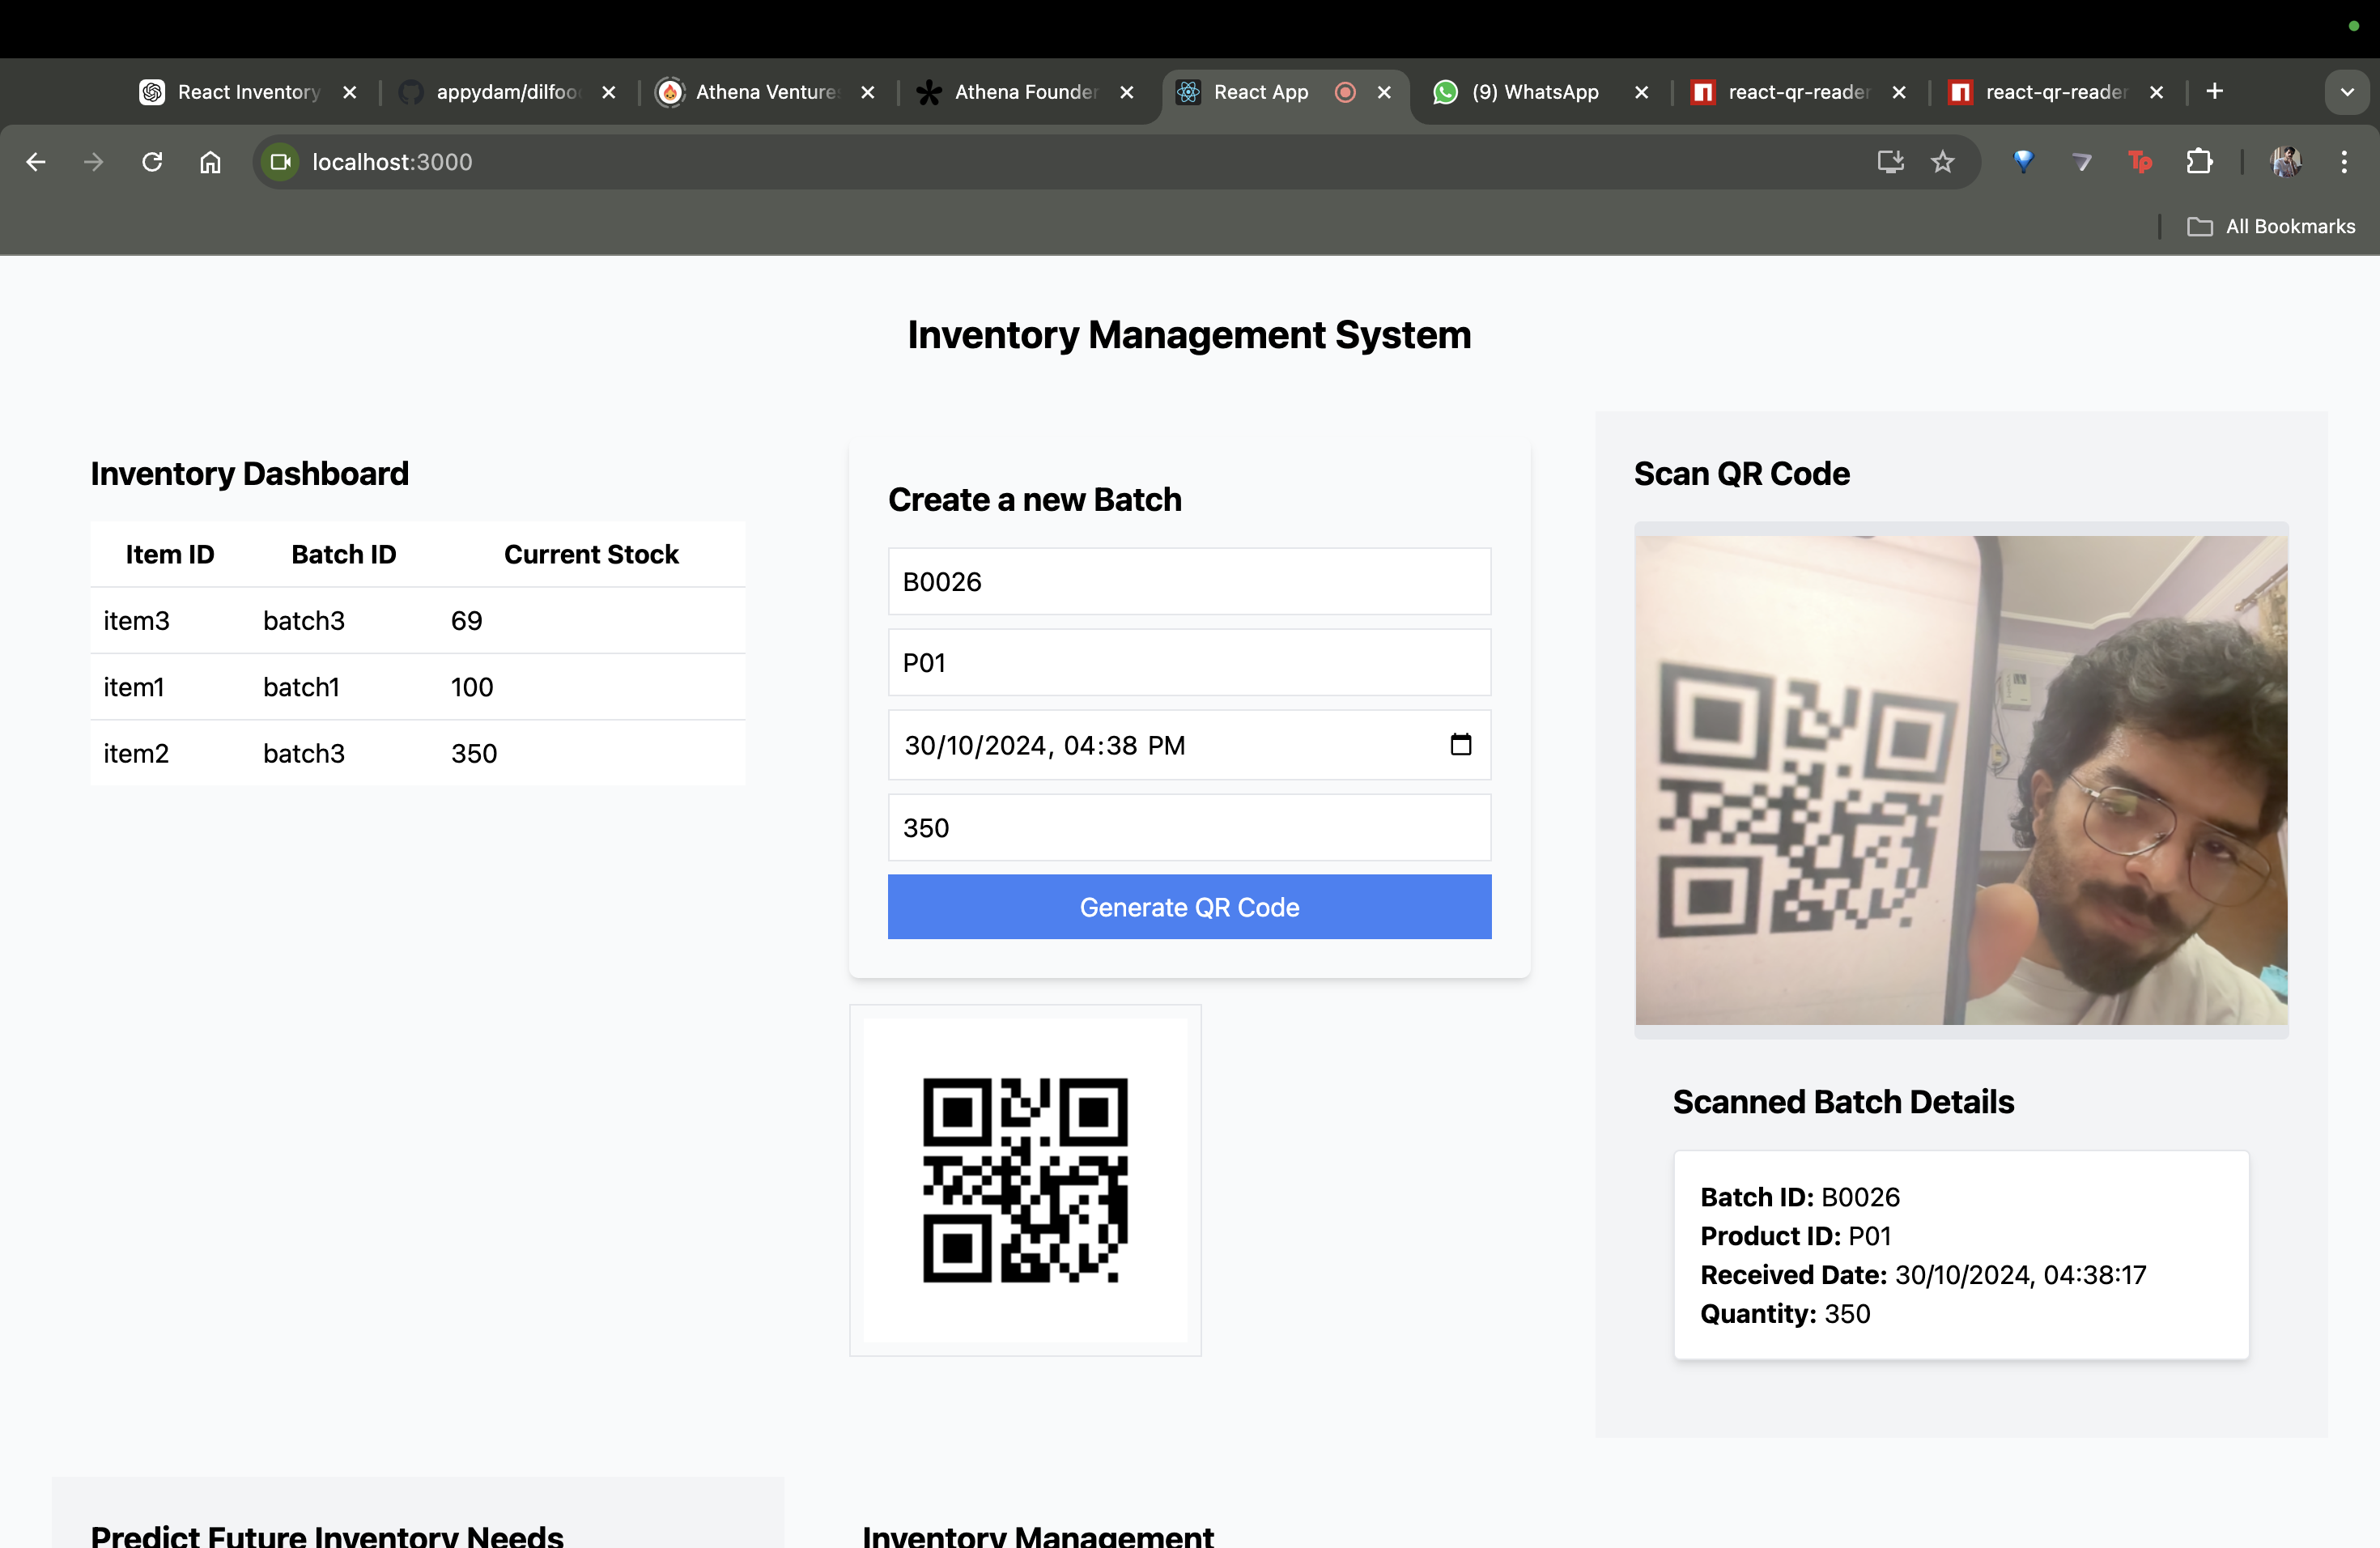 React Inventory
appydam/dilfoo
Athena Ventures
Athena Founder
React App
(9) WhatsApp
react-qr-reader
react-qr-reader
localhost:3000
Tp
All Bookmarks
Inventory Management System
Inventory Dashboard
Item ID Batch ID Current Stock
item3 batch3 69
item1 batch1 100
item2 batch3 350
Create a new Batch
B0026
P01
30/10/2024, 04:38 PM
350
Generate QR Code
Scan QR Code
Scanned Batch Details
Batch ID: B0026
Product ID: P01
Received Date: 30/10/2024, 04:38:17
Quantity: 350
Predict Future Inventory Needs
Inventory Management